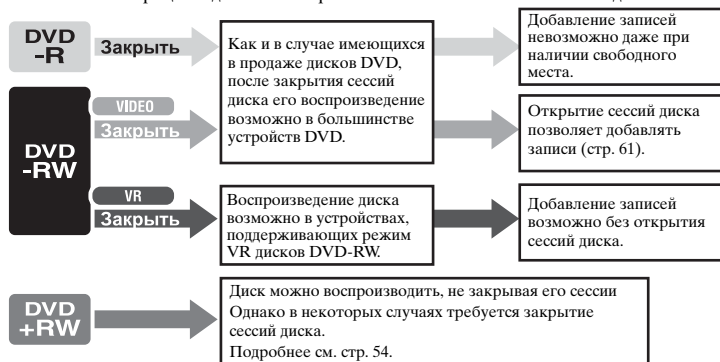 DVD
-R
Закрыть
Как и в случае имеющихся
в продаже дисков DVD,
после закрытия сессий
диска его воспроизведение
возможно в большинстве
устройств DVD.
Добавление записей
невозможно даже при
наличии свободного
места.
DVD
-RW
VIDEO
Закрыть
Открытие сессий диска
позволяет добавлять
записи (стр. 61).
VR
Закрыть
Воспроизведение диска
возможно в устройствах,
поддерживающих режим
VR дисков DVD-RW.
Добавление записей
возможно без открытия
сессий диска.
DVD
+RW
Диск можно воспроизводить, не закрывая его сессии
Однако в некоторых случаях требуется закрытие
сессий диска.
Подробнее см. стр. 54.